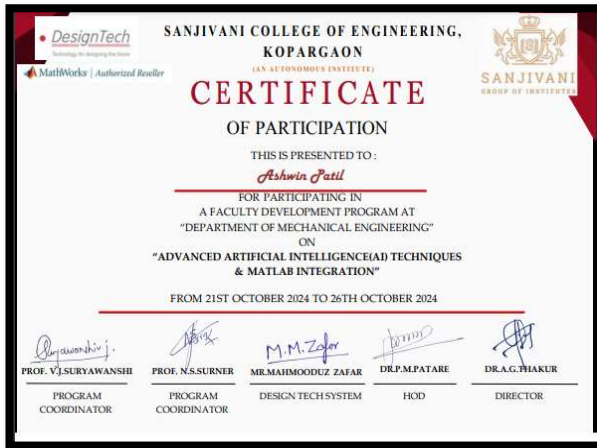 DesignTech
Technology for designing the future
MathWorks | Authorized Reseller
SANJIVANI COLLEGE OF ENGINEERING,
KOPARGAON
(AN AUTONOMOUS INSTITUTE)
SANJIVANI
GROUP OF INSTITUTES
CERTIFICATE
OF PARTICIPATION
THIS IS PRESENTED TO :
Ashwin Patil
FOR PARTICIPATING IN
A FACULTY DEVELOPMENT PROGRAM AT
“DEPARTMENT OF MECHANICAL ENGINEERING”
ON
“ADVANCED ARTIFICIAL INTELLIGENCE(AI) TECHNIQUES
& MATLAB INTEGRATION”
FROM 21ST OCTOBER 2024 TO 26TH OCTOBER 2024
Suryawanshi j.
M.M.Zafar
PROF. V.J.SURYAWANSHI PROF. N.S.SURNER MR.MAHMOODUZ ZAFAR DR.P.M.PATARE DR.A.G.THAKUR
PROGRAM COORDINATOR PROGRAM COORDINATOR DESIGN TECH SYSTEM HOD DIRECTOR